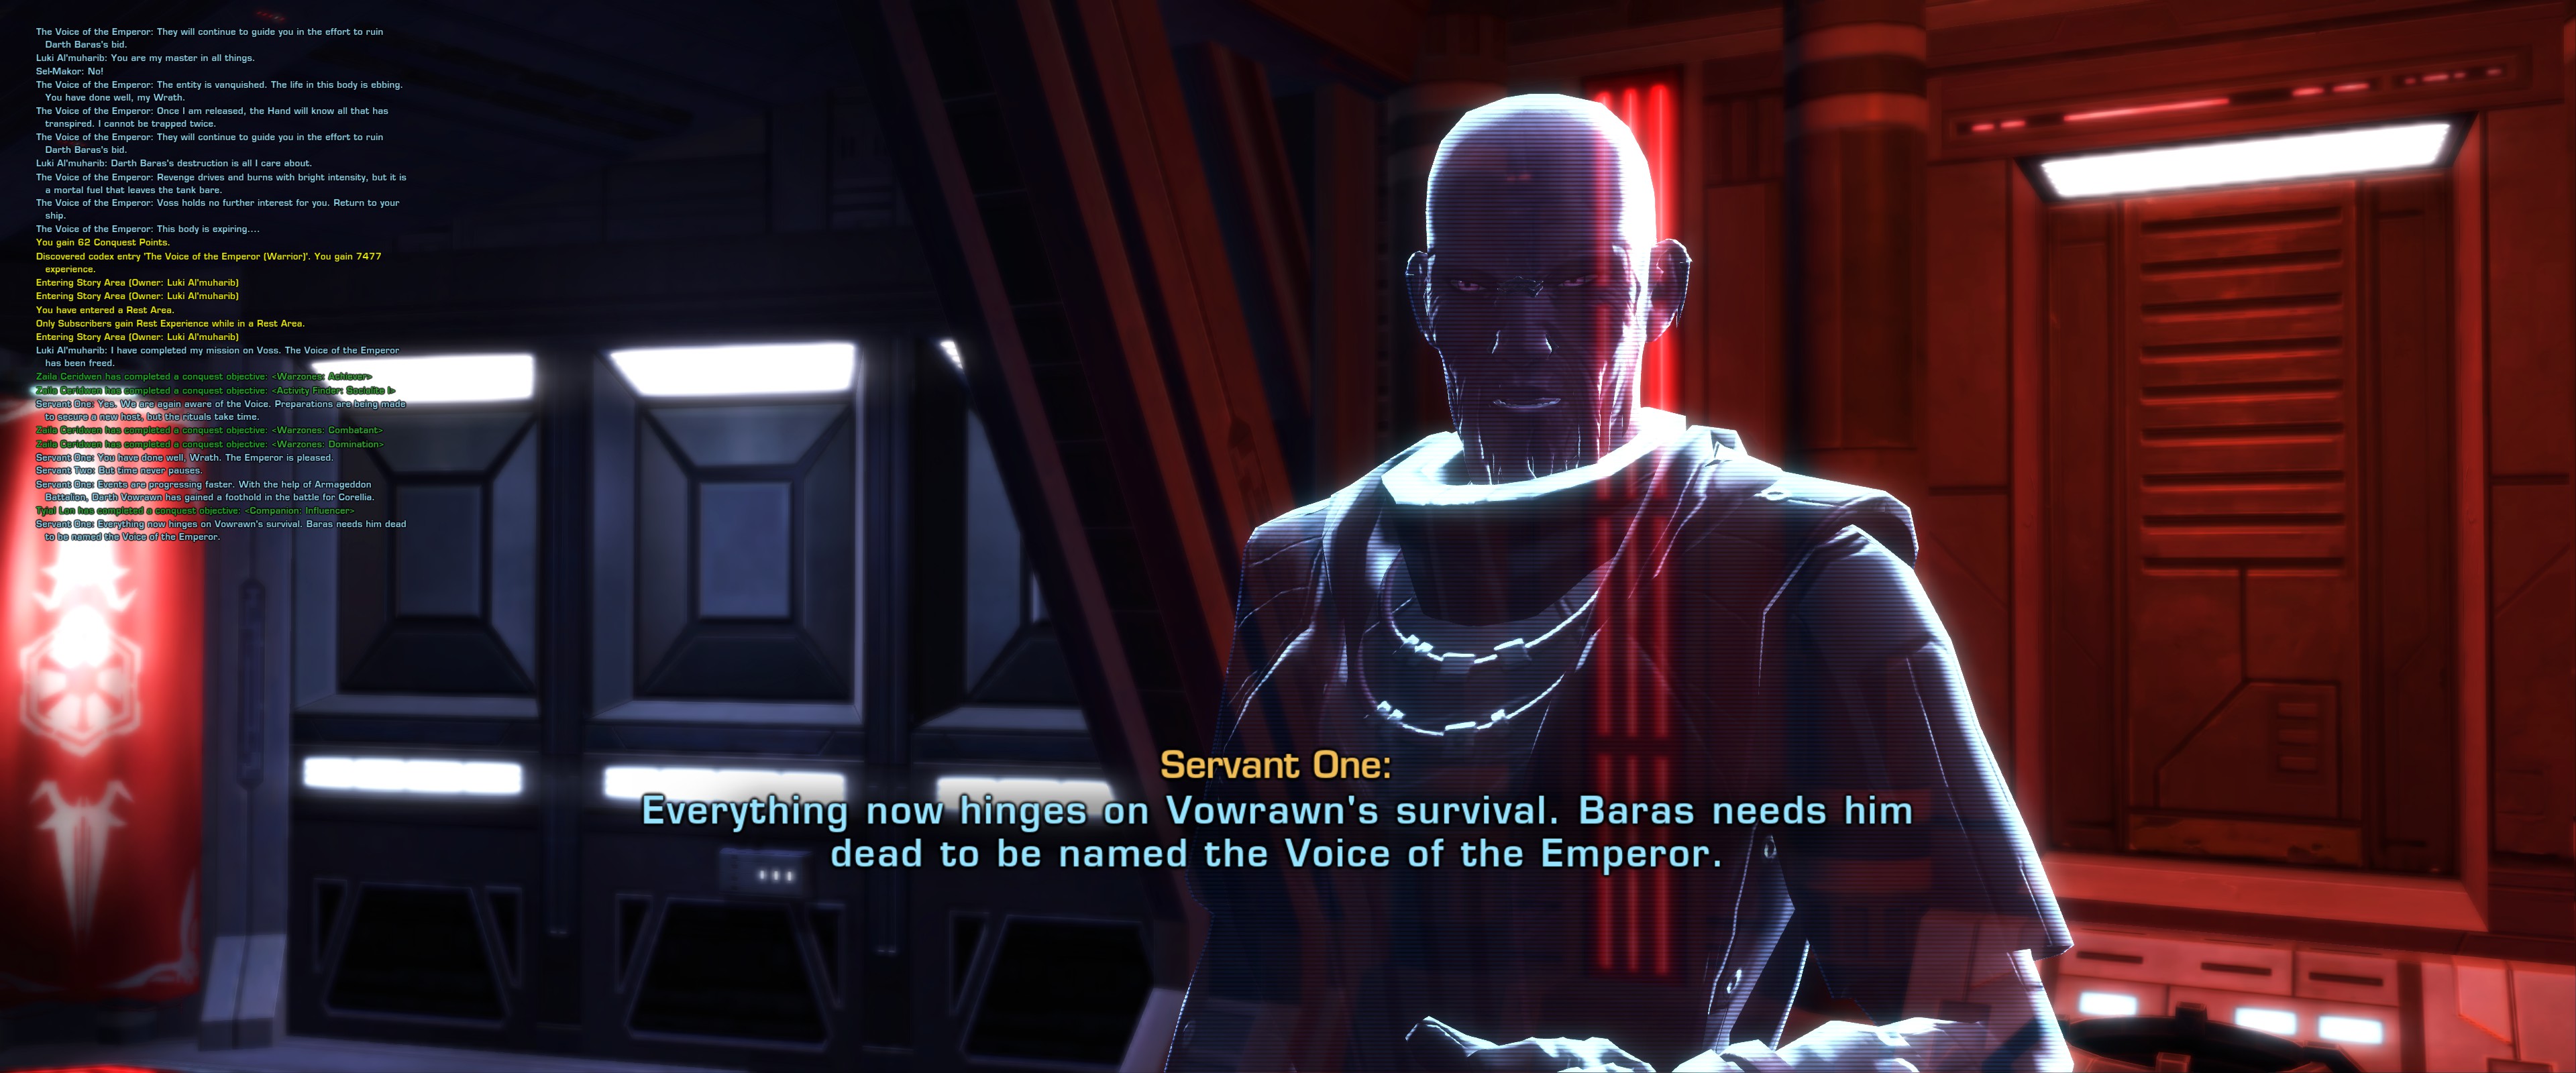 The Voice of the Emperor: They will continue to guide you in the effort to ruin
Darth Baras's bid.
Luki Al'muharib: You are my master in all things.
Sel-Makor: No!
The Voice of the Emperor: The entity is vanquished. The life in this body is ebbing.
You have done well, my Wrath.
The Voice of the Emperor: Once I am released, the Hand will know all that has
transpired. I cannot be trapped twice.
The Voice of the Emperor: They will continue to guide you in the effort to ruin
Darth Baras's bid.
Luki Al'muharib: Darth Baras's destruction is all I care about.
The Voice of the Emperor: Revenge drives and burns with bright intensity, but it is
a mortal fuel that leaves the tank bare.
The Voice of the Emperor: Voss holds no further interest for you. Return to your
ship.
The Voice of the Emperor: This body is expiring....
You gain 62 Conquest Points.
Discovered codex entry 'The Voice of the Emperor (Warrior)'. You gain 7477
experience.
Entering Story Area (Owner: Luki Al'muharib)
Entering Story Area (Owner: Luki Al'muharib)
You have entered a Rest Area.
Only Subscribers gain Rest Experience while in a Rest Area.
Entering Story Area (Owner: Luki Al'muharib)
Luki Al'muharib: I have completed my mission on Voss. The Voice of the Emperor
has been freed.
Zaila Ceridwen has completed a conquest objective: <Warzones: Achiever>
Zaila Ceridwen has completed a conquest objective: <Activity Finder: Socialite I>
Servant One: Yes. We are again aware of the Voice. Preparations are being made
to secure a new host, but the rituals take time.
Zaila Ceridwen has completed a conquest objective: <Warzones: Combatant>
Zaila Ceridwen has completed a conquest objective: <Warzones: Domination>
Servant One: You have done well, Wrath. The Emperor is pleased.
Servant Two: But time never pauses.
Servant One: Events are progressing faster. With the help of Armageddon
Battalion, Darth Vowrawn has gained a foothold in the battle for Corellia.
Tylal Lon has completed a conquest objective: <Companion: Influencer>
Servant One: Everything now hinges on Vowrawn's survival. Baras needs him dead
to be named the Voice of the Emperor.
Servant One:
Everything now hinges on Vowrawn's survival. Baras needs him
dead to be named the Voice of the Emperor.